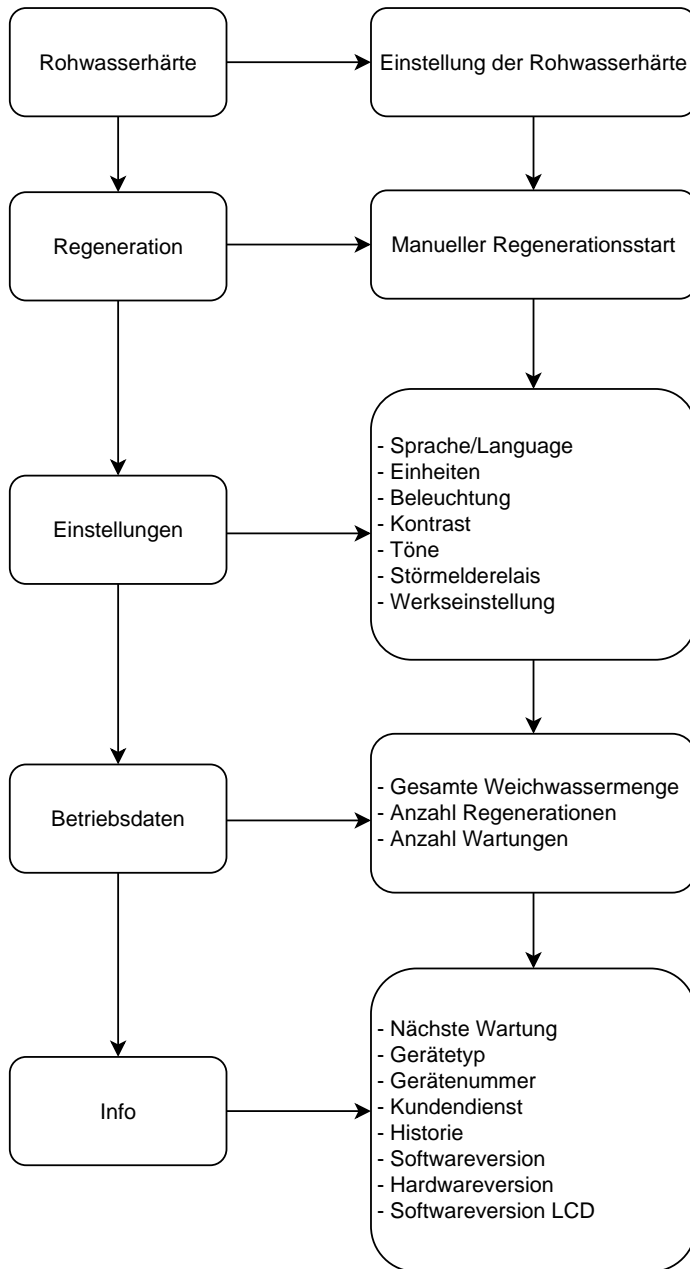 Rohwasserhärte
Einstellung der Rohwasserhärte
Regeneration
Manueller Regenerationsstart
Einstellungen
- Sprache/Language
- Einheiten
- Beleuchtung
- Kontrast
- Töne
- Störmelderelais
- Werkseinstellung
Betriebsdaten
- Gesamte Weichwassermenge
- Anzahl Regenerationen
- Anzahl Wartungen
Info
- Nächste Wartung
- Gerätetyp
- Gerätenummer
- Kundendienst
- Historie
- Softwareversion
- Hardwareversion
- Softwareversion LCD